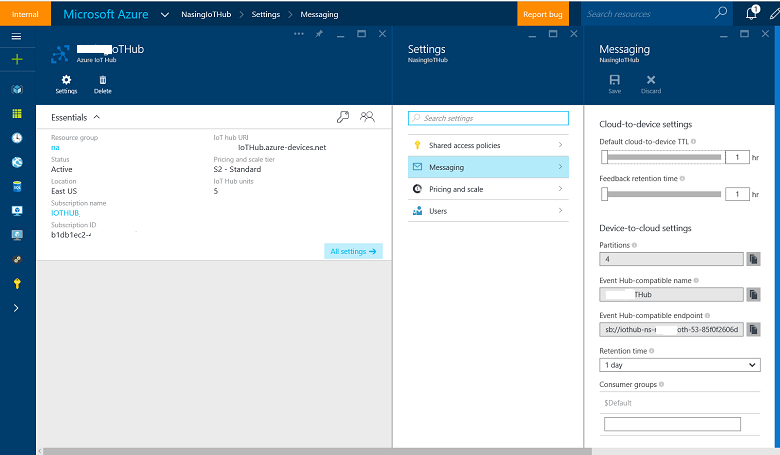 Internal
Microsoft Azure
NasingIoTHub
Settings
Messaging
Report bug
Search resources
1
IoTHub
Azure IoT Hub
Settings
Delete
Essentials
Resource group
na
Status
Active
Location
East US
Subscription name
IOTHUB
Subscription ID
b1db1ec2-
IoT hub URI
IoTHub.azure-devices.net
Pricing and scale tier
S2 - Standard
IoT Hub units
5
All settings →
Settings
NasingIoTHub
Search settings
Shared access policies
Messaging
Pricing and scale
Users
Messaging
NasingIoTHub
Save
Discard
Cloud-to-device settings
Default cloud-to-device TTL
1 hr
Feedback retention time
1 hr
Device-to-cloud settings
Partitions
4
Event Hub-compatible name
THub
Event Hub-compatible endpoint
sb://iothub-ns- oth-53-85f0f2606d
Retention time
1 day
Consumer groups
$Default